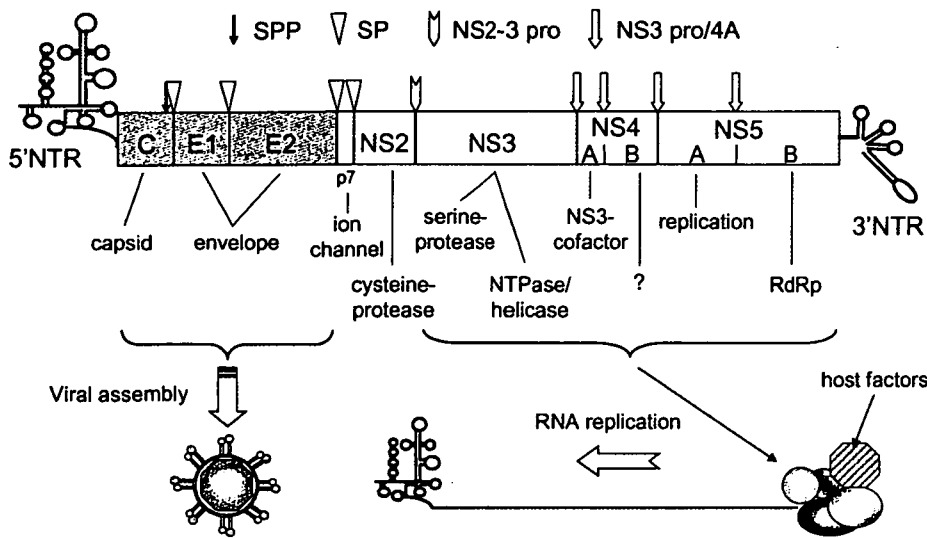 SPP SP NS2-3 pro NS3 pro/4A
5'NTR
C E1 E2 NS2 NS3 NS4 NS5
A B A B
p7
3'NTR
capsid envelope ion channel serine-protease NS3-cofactor replication
cysteine-protease NTPase/helicase ? RdRp
Viral assembly
host factors
RNA replication